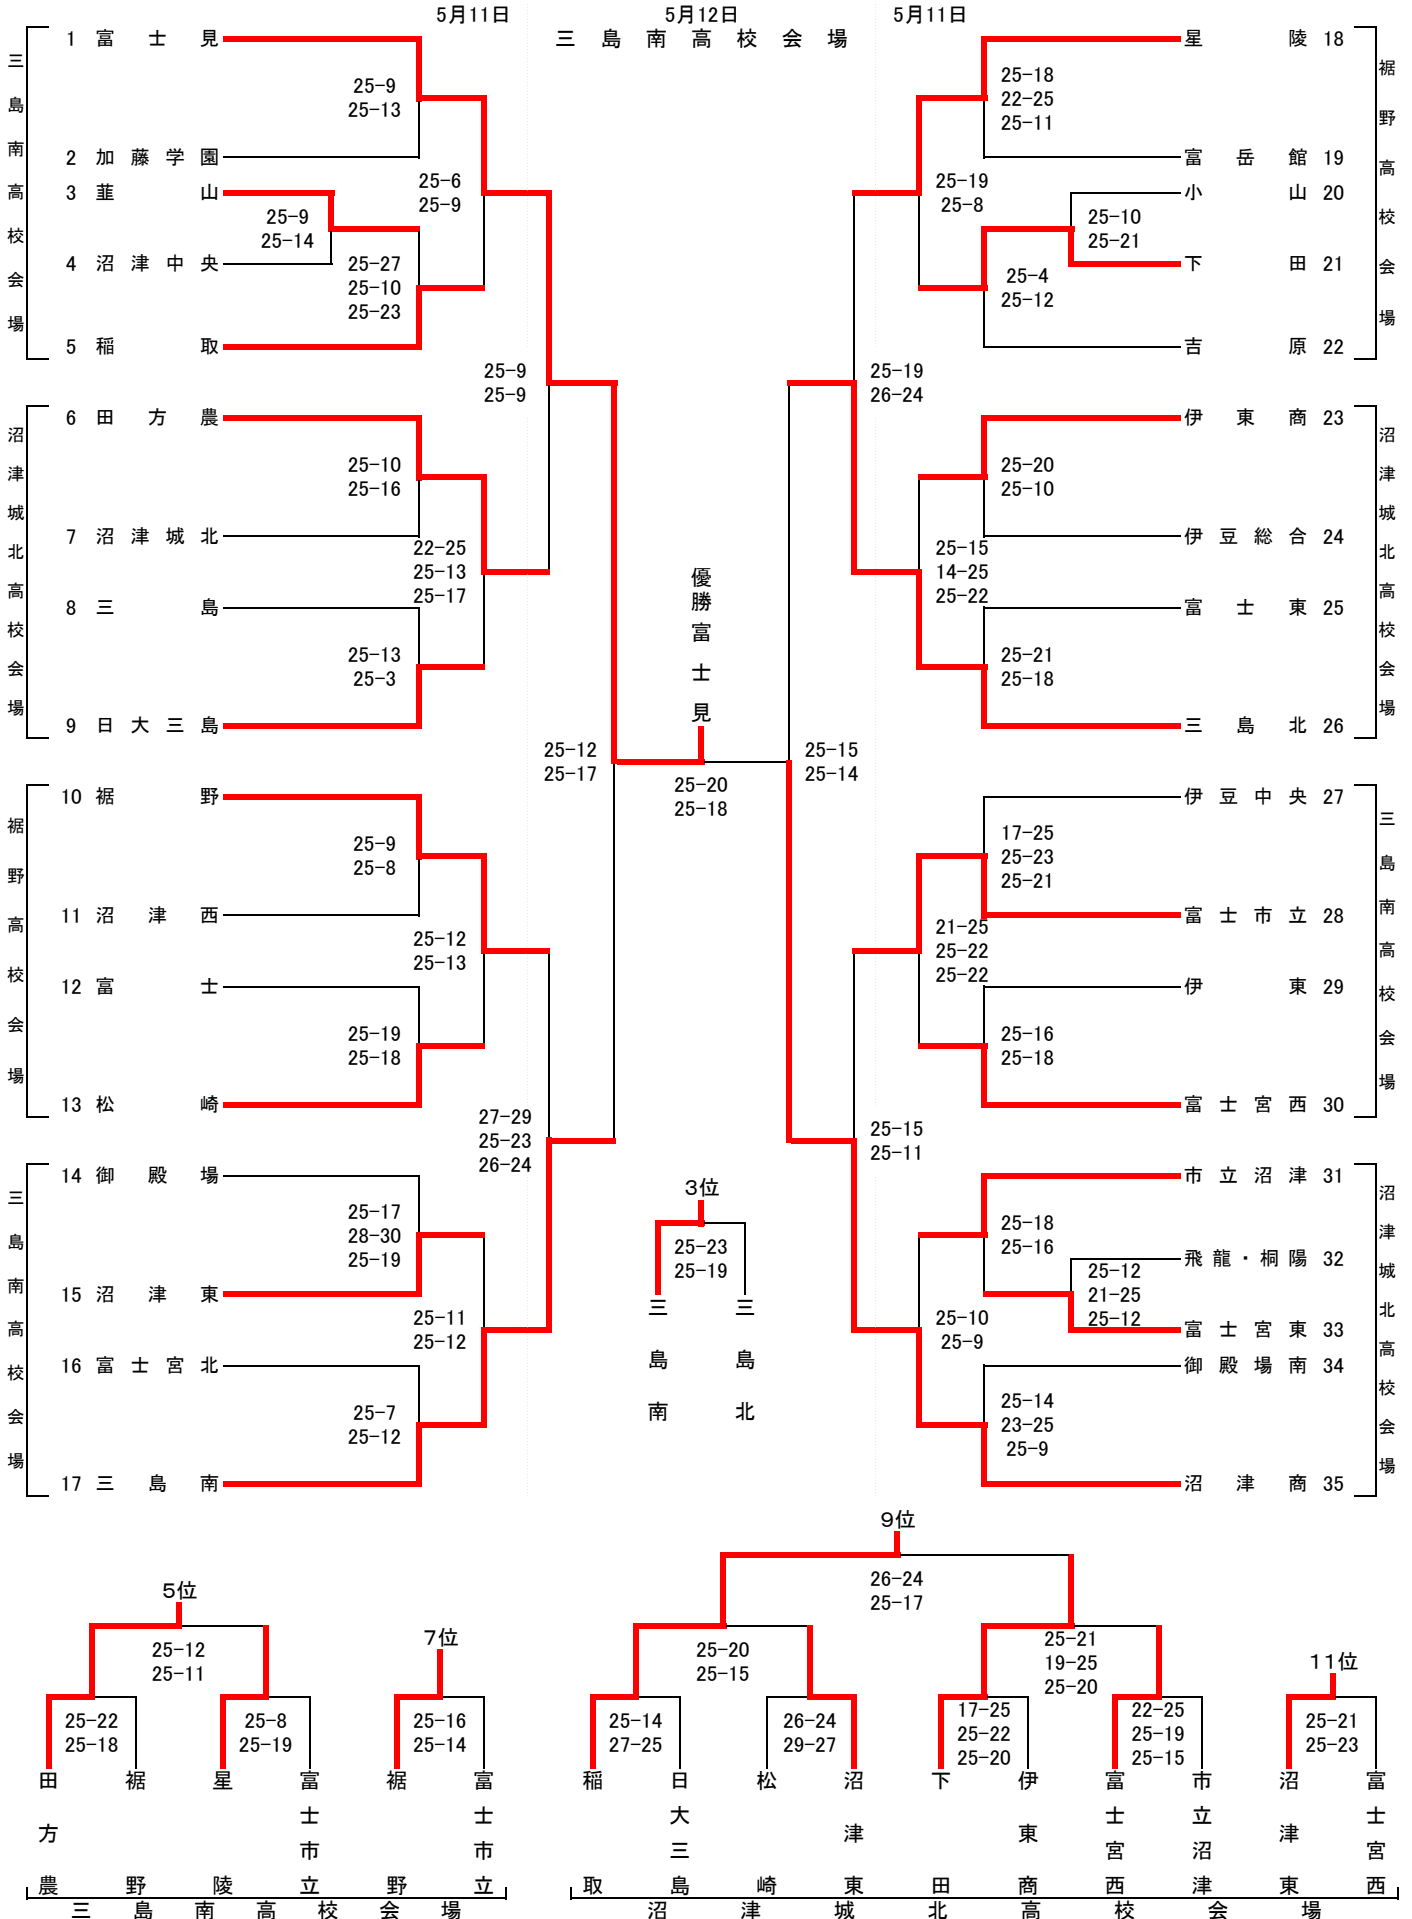 5月11日
5月12日
5月11日
三島南高校会場
三島南高校会場
1 富士見
25-9
25-13
2 加藤学園
25-6
25-9
3 韮山
25-9
25-14
4 沼津中央
25-27
25-10
25-23
5 稲取
25-9
25-9
沼津城北高校会場
6 田方農
25-10
25-16
7 沼津城北
22-25
25-13
25-17
8 三島
25-13
25-3
9 日大三島
25-12
25-17
裾野高校会場
10 裾野
25-9
25-8
11 沼津西
25-12
25-13
12 富士
25-19
25-18
13 松崎
27-29
25-23
26-24
三島南高校会場
14 御殿場
25-17
28-30
25-19
15 沼津東
25-11
25-12
16 富士宮北
25-7
25-12
17 三島南
優勝
富士見
25-20
25-18
3位
25-23
25-19
三島南
三島北
裾野高校会場
星陵 18
25-18
22-25
25-11
富岳館 19
25-19
25-8
小山 20
25-10
25-21
下田 21
25-4
25-12
吉原 22
25-19
26-24
沼津城北高校会場
伊東商 23
25-20
25-10
伊豆総合 24
25-15
14-25
25-22
富士東 25
25-21
25-18
三島北 26
25-15
25-14
三島南高校会場
伊豆中央 27
17-25
25-23
25-21
富士市立 28
21-25
25-22
25-22
伊東 29
25-16
25-18
富士宮西 30
25-15
25-11
沼津城北高校会場
市立沼津 31
25-18
25-16
飛龍・桐陽 32
25-12
21-25
25-12
富士宮東 33
25-10
25-9
御殿場南 34
25-14
23-25
25-9
沼津商 35
5位
25-12
25-11
25-22
25-18
25-8
25-19
田方農
裾野
星陵
富士市立
7位
25-16
25-14
裾野
富士市立
三島南高校会場
9位
26-24
25-17
25-20
25-15
25-21
19-25
25-20
25-14
27-25
26-24
29-27
17-25
25-22
25-20
22-25
25-19
25-15
稲取
日大三島
松崎
沼津東
下田
伊東商
富士宮西
市立沼津
11位
25-21
25-23
沼津東
富士宮西
沼津城北高校会場